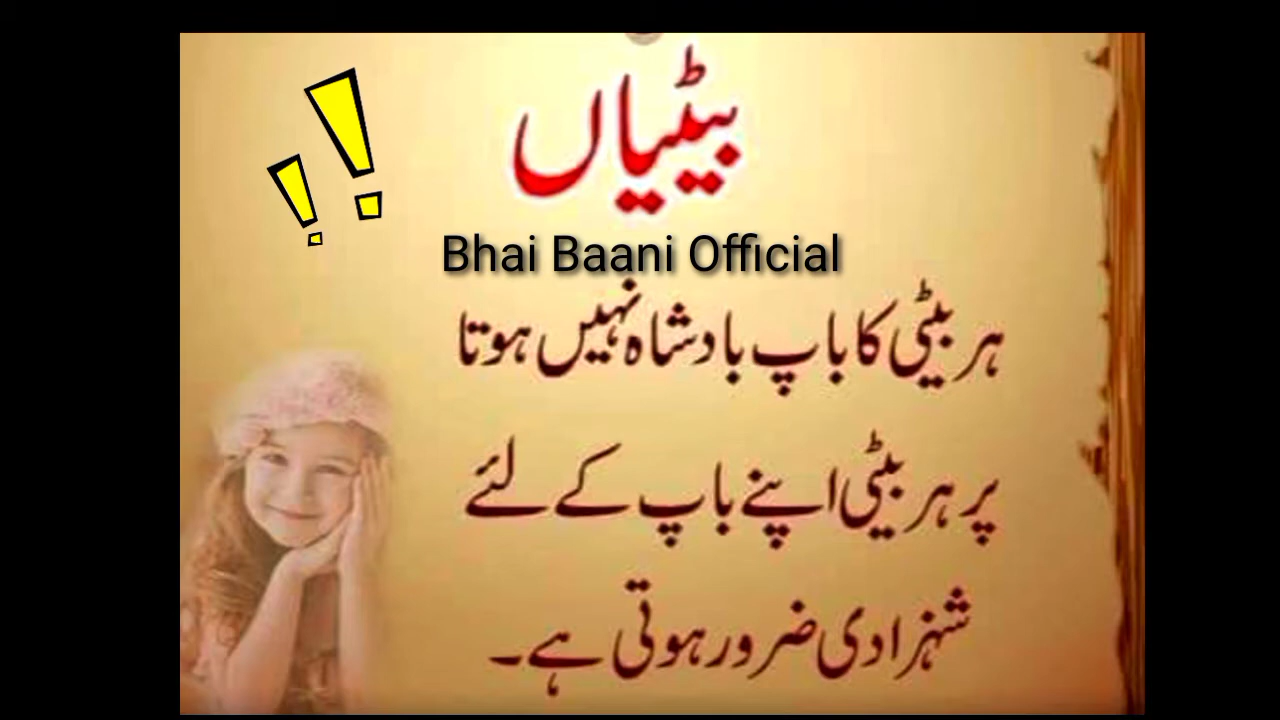 بیٹیاں
Bhai Baani Official
ہر بیٹی کا باپ بادشاہ نہیں ہوتا
پر ہر بیٹی اپنے باپ کے لئے
شہزادی ضرور ہوتی ہے۔